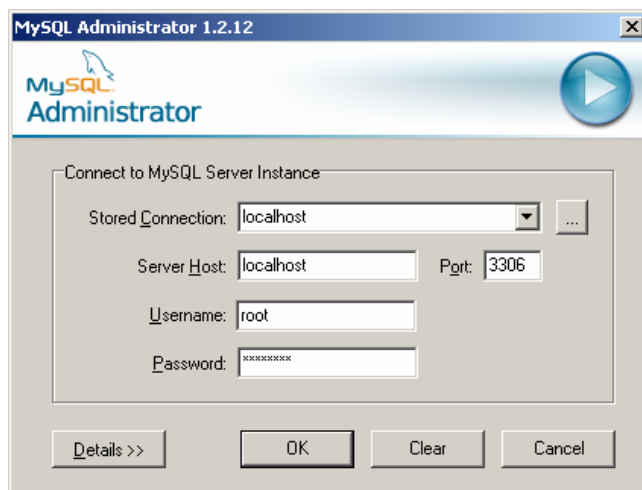 MySQL Administrator 1.2.12
MySQL
Administrator
Connect to MySQL Server Instance
Stored Connection: localhost ...
Server Host: localhost Port: 3306
Username: root
Password: ********
Details >> OK Clear Cancel